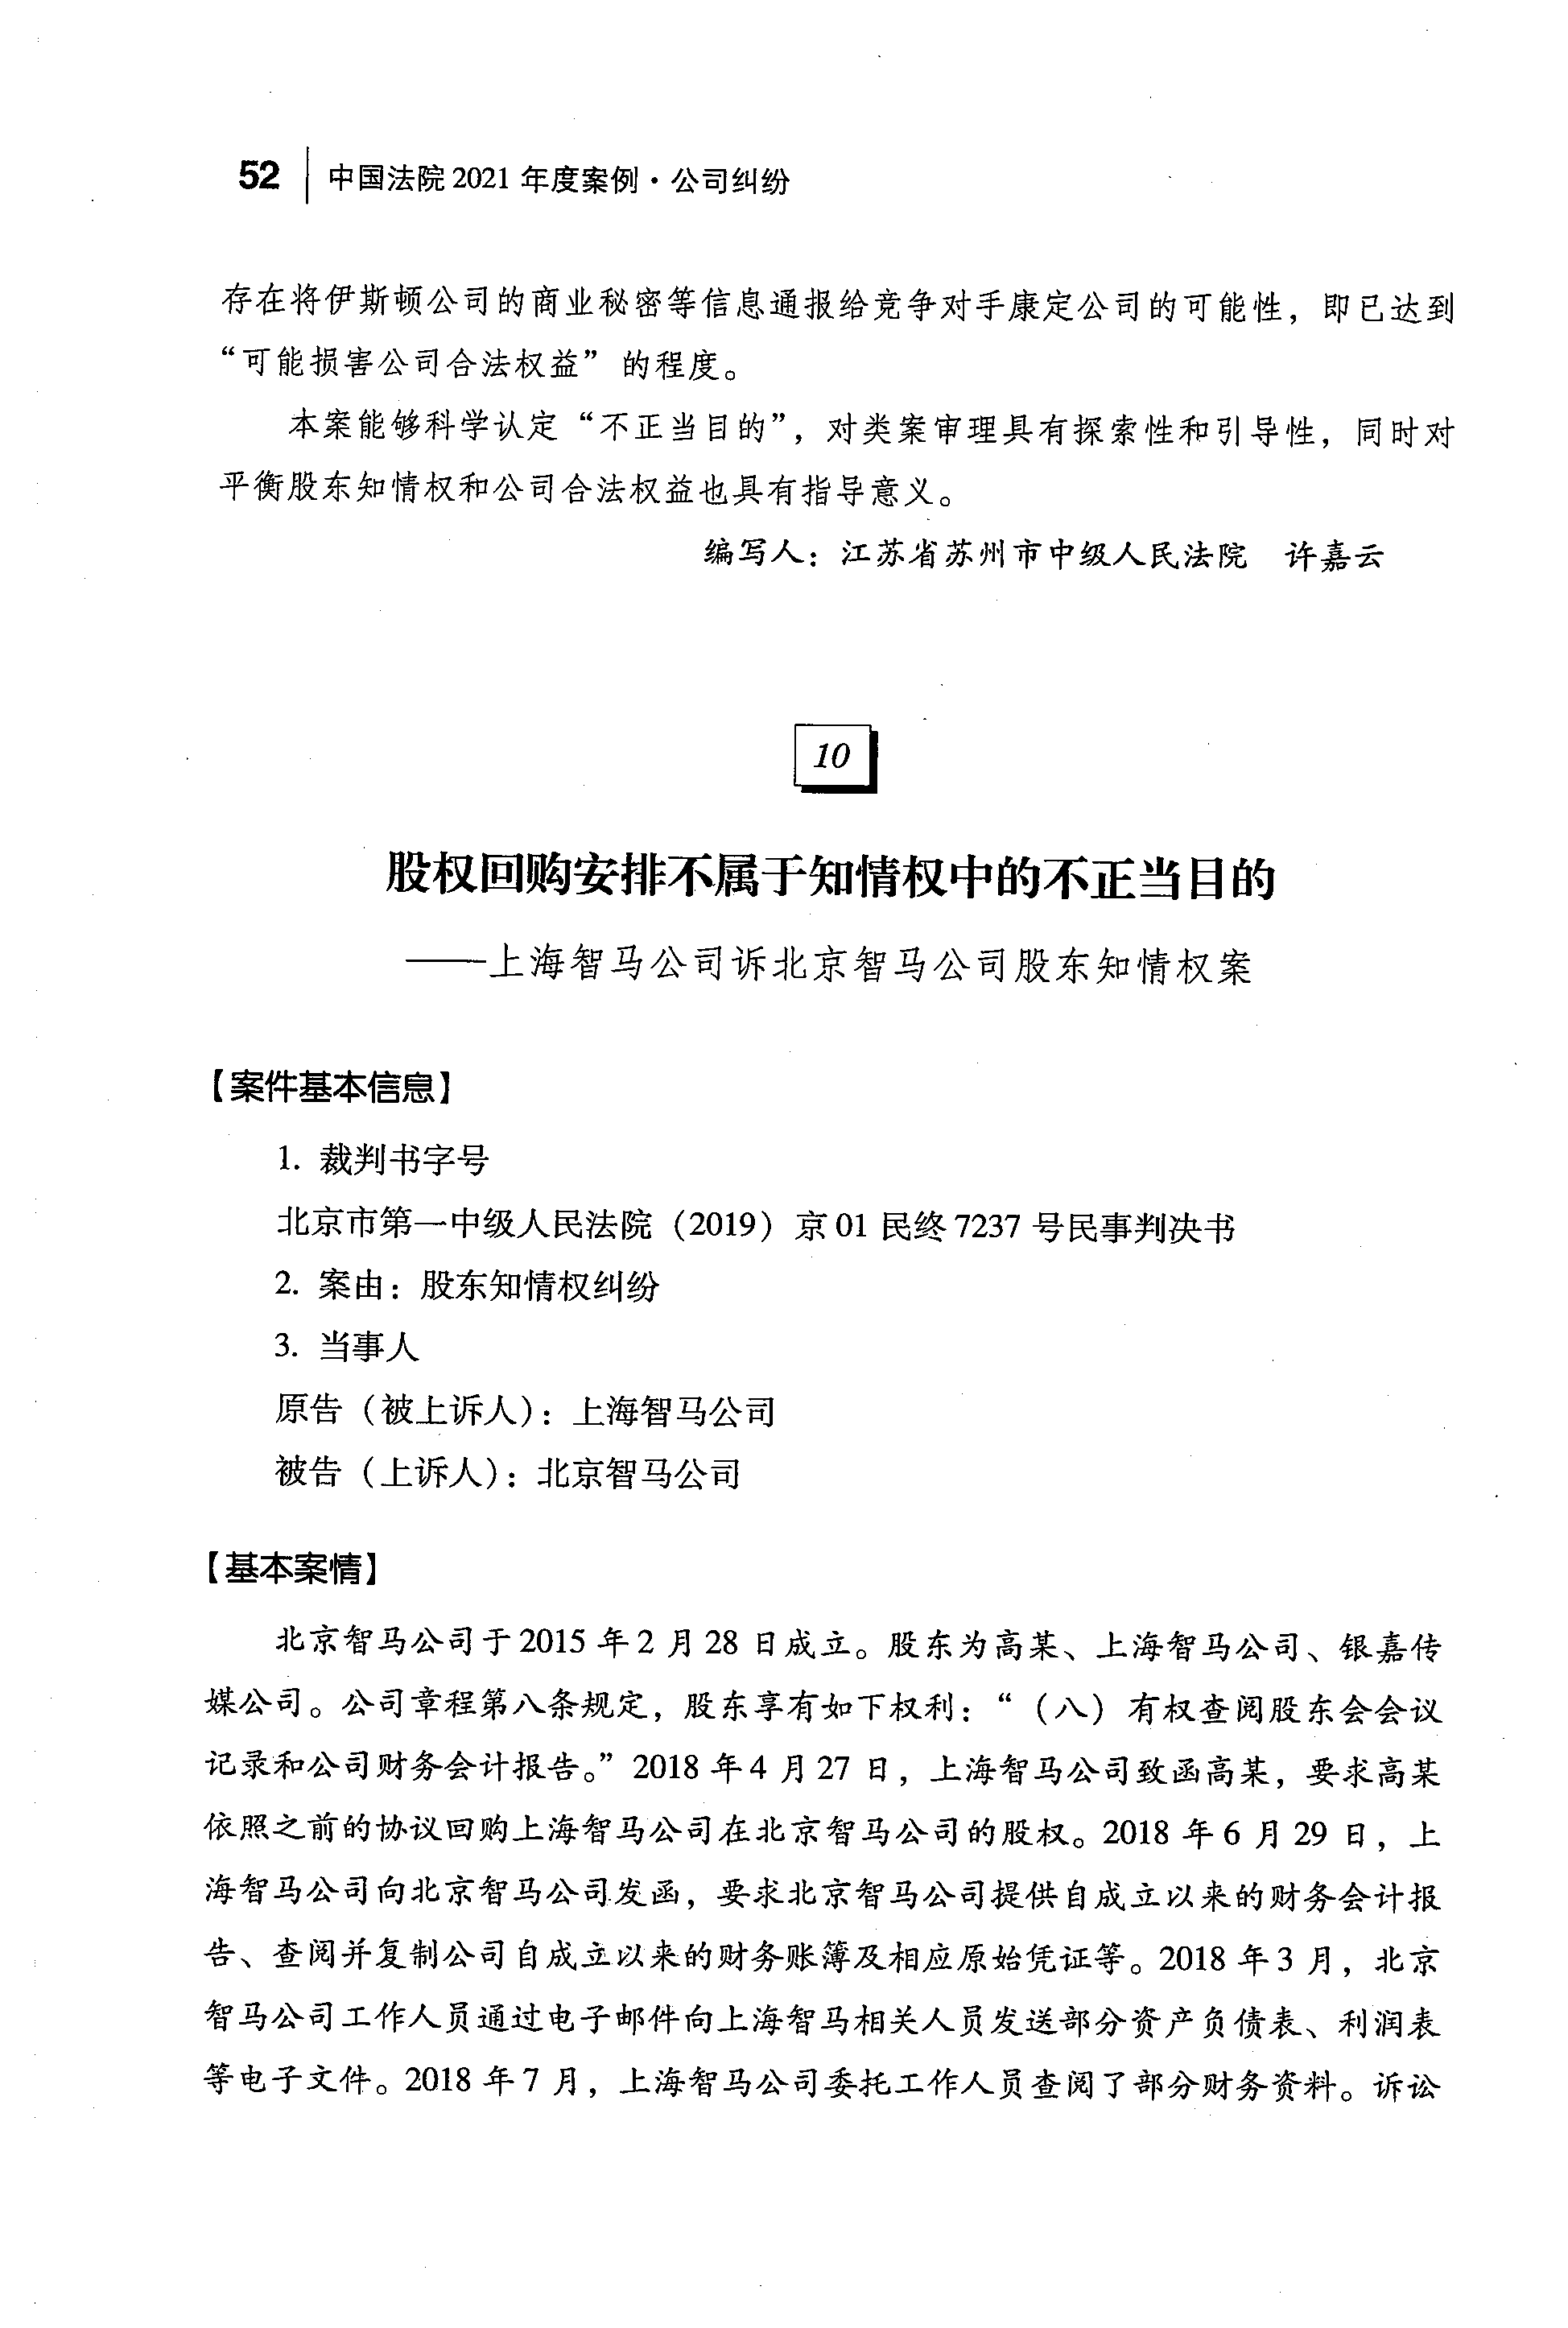 52 中国法院 2021 年度案例·公司纠纷
存在将伊斯顿公司的商业秘密等信息通报给竞争对手康定公司的可能性，即已达到
“可能损害公司合法权益”的程度。
本案能够科学认定“不正当目的”，对类案审理具有探索性和引导性，同时对
平衡股东知情权和公司合法权益也具有指导意义。
编写人：江苏省苏州市中级人民法院 许嘉云
10
股权回购安排不属于知情权中的不正当目的
——上海智马公司诉北京智马公司股东知情权案
【案件基本信息】
1. 裁判书字号
北京市第一中级人民法院（2019）京 01 民终 7237 号民事判决书
2. 案由：股东知情权纠纷
3. 当事人
原告（被上诉人）：上海智马公司
被告（上诉人）：北京智马公司
【基本案情】
北京智马公司于 2015 年 2 月 28 日成立。股东为高某、上海智马公司、银嘉传
媒公司。公司章程第八条规定，股东享有如下权利：“（八）有权查阅股东会会议
记录和公司财务会计报告。”2018 年 4 月 27 日，上海智马公司致函高某，要求高某
依照之前的协议回购上海智马公司在北京智马公司的股权。2018 年 6 月 29 日，上
海智马公司向北京智马公司发函，要求北京智马公司提供自成立以来的财务会计报
告、查阅并复制公司自成立以来的财务账簿及相应原始凭证等。2018 年 3 月，北京
智马公司工作人员通过电子邮件向上海智马相关人员发送部分资产负债表、利润表
等电子文件。2018 年 7 月，上海智马公司委托工作人员查阅了部分财务资料。诉讼